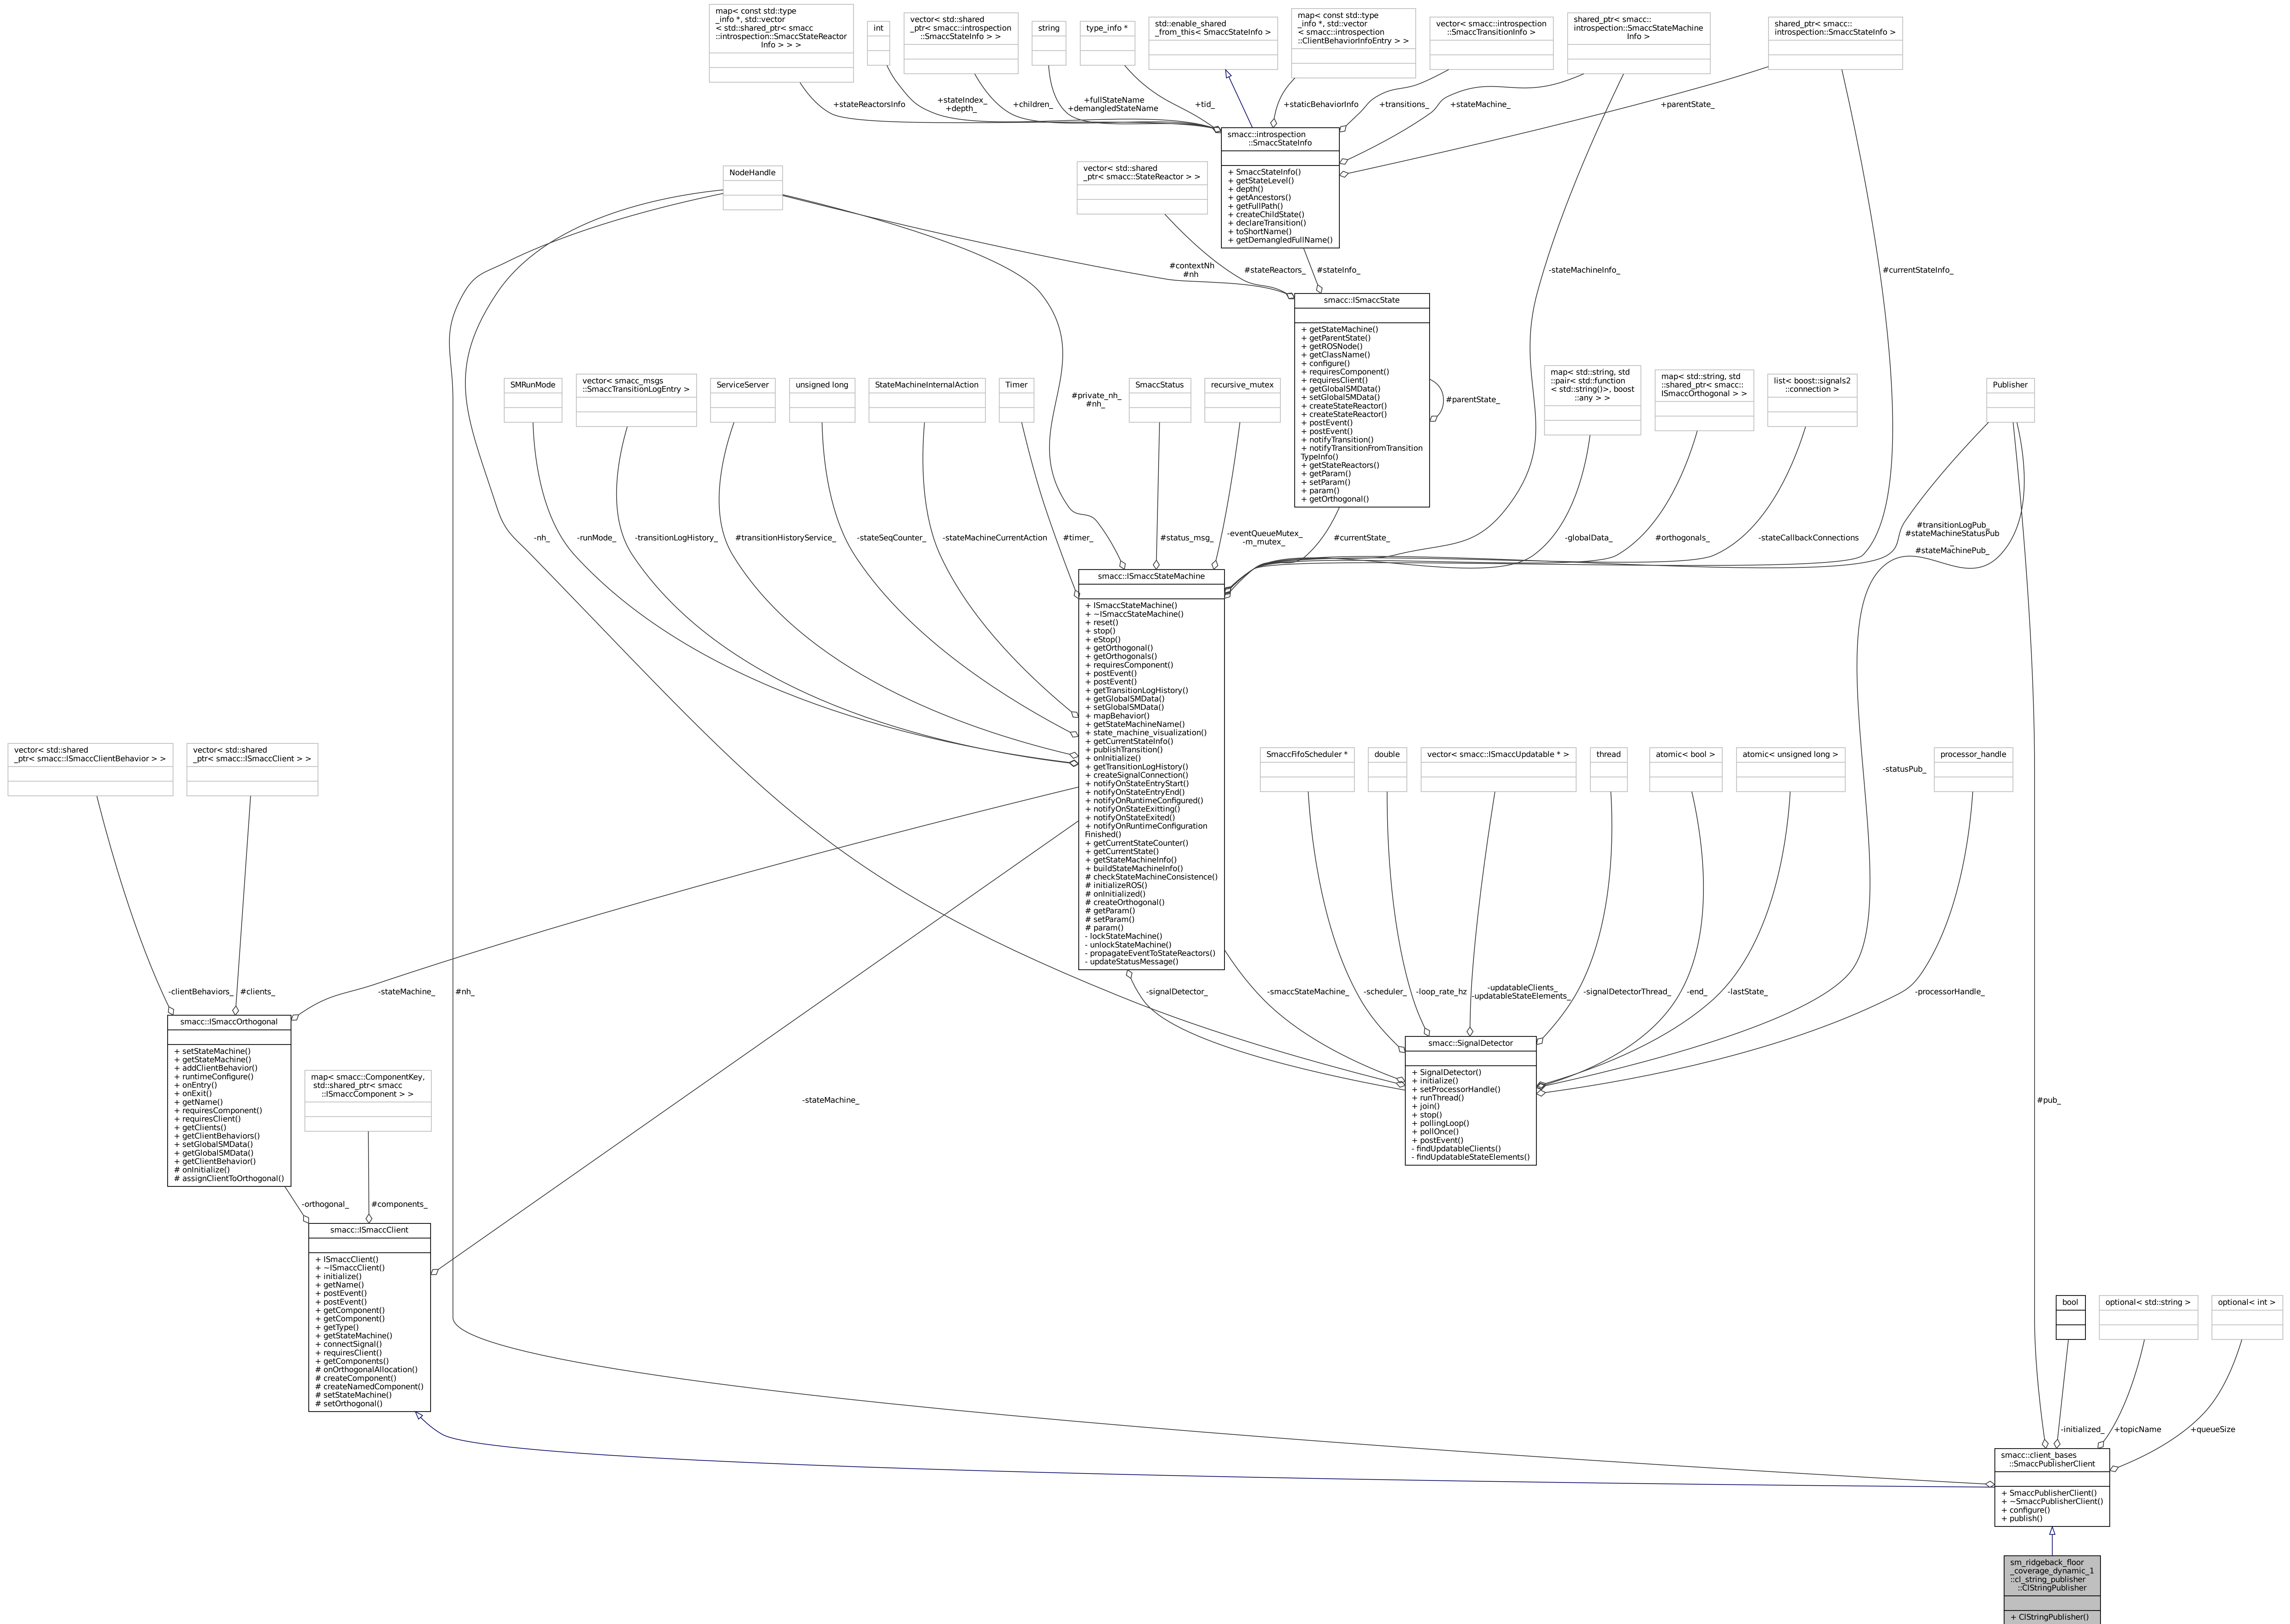 map< const std::type
_info *, std::vector
< std::shared_ptr< smacc
::introspection::SmaccStateReactor
Info > > >
int
vector< std::shared
_ptr< smacc::introspection
::SmaccStateInfo > >
string
type_info *
std::enable_shared
_from_this< SmaccStateInfo >
map< const std::type
_info *, std::vector
< smacc::introspection
::ClientBehaviorInfoEntry > >
vector< smacc::introspection
::SmaccTransitionInfo >
shared_ptr< smacc::
introspection::SmaccStateMachine
Info >
shared_ptr< smacc::
introspection::SmaccStateInfo >
+stateReactorsInfo
+stateIndex_
+depth_
+children_
+fullStateName
+demangledStateName
+tid_
+staticBehaviorInfo
+transitions_
+stateMachine_
+parentState_
smacc::introspection
::SmaccStateInfo
+ SmaccStateInfo()
+ getStateLevel()
+ depth()
+ getAncestors()
+ getFullPath()
+ createChildState()
+ declareTransition()
+ toShortName()
+ getDemangledFullName()
NodeHandle
vector< std::shared
_ptr< smacc::StateReactor > >
#contextNh
#nh
#stateReactors_
#stateInfo_
-stateMachineInfo_
#currentStateInfo_
smacc::ISmaccState
+ getStateMachine()
+ getParentState()
+ getROSNode()
+ getClassName()
+ configure()
+ requiresComponent()
+ requiresClient()
+ getGlobalSMData()
+ setGlobalSMData()
+ createStateReactor()
+ createStateReactor()
+ postEvent()
+ postEvent()
+ notifyTransition()
+ notifyTransitionFromTransition
TypeInfo()
+ getStateReactors()
+ getParam()
+ setParam()
+ param()
+ getOrthogonal()
#parentState_
SMRunMode
vector< smacc_msgs
::SmaccTransitionLogEntry >
ServiceServer
unsigned long
StateMachineInternalAction
Timer
#private_nh_
#nh_
SmaccStatus
recursive_mutex
map< std::string, std
::pair< std::function
< std::string()>, boost
::any > >
map< std::string, std
::shared_ptr< smacc::
ISmaccOrthogonal > >
list< boost::signals2
::connection >
Publisher
-nh_
-runMode_
-transitionLogHistory_
#transitionHistoryService_
-stateSeqCounter_
-stateMachineCurrentAction
#timer_
#status_msg_
-eventQueueMutex_
-m_mutex_
#currentState_
-globalData_
#orthogonals_
-stateCallbackConnections
#transitionLogPub_
#stateMachineStatusPub
_
#stateMachinePub_
smacc::ISmaccStateMachine
+ ISmaccStateMachine()
+ ~ISmaccStateMachine()
+ reset()
+ stop()
+ eStop()
+ getOrthogonal()
+ getOrthogonals()
+ requiresComponent()
+ postEvent()
+ postEvent()
+ getTransitionLogHistory()
+ getGlobalSMData()
+ setGlobalSMData()
+ mapBehavior()
+ getStateMachineName()
+ state_machine_visualization()
+ getCurrentStateInfo()
+ publishTransition()
+ onInitialize()
+ getTransitionLogHistory()
+ createSignalConnection()
+ notifyOnStateEntryStart()
+ notifyOnStateEntryEnd()
+ notifyOnRuntimeConfigured()
+ notifyOnStateExitting()
+ notifyOnStateExited()
+ notifyOnRuntimeConfiguration
Finished()
+ getCurrentStateCounter()
+ getCurrentState()
+ getStateMachineInfo()
+ buildStateMachineInfo()
# checkStateMachineConsistence()
# initializeROS()
# onInitialized()
# createOrthogonal()
# getParam()
# setParam()
# param()
- lockStateMachine()
- unlockStateMachine()
- propagateEventToStateReactors()
- updateStatusMessage()
vector< std::shared
_ptr< smacc::ISmaccClientBehavior > >
vector< std::shared
_ptr< smacc::ISmaccClient > >
SmaccFifoScheduler *
double
vector< smacc::ISmaccUpdatable * >
thread
atomic< bool >
atomic< unsigned long >
-statusPub_
processor_handle
-clientBehaviors_
#clients_
-stateMachine_
#nh_
-signalDetector_
-smaccStateMachine_
-scheduler_
-loop_rate_hz
-updatableClients_
-updatableStateElements_
-signalDetectorThread_
-end_
-lastState_
-processorHandle_
smacc::ISmaccOrthogonal
+ setStateMachine()
+ getStateMachine()
+ addClientBehavior()
+ runtimeConfigure()
+ onEntry()
+ onExit()
+ getName()
+ requiresComponent()
+ requiresClient()
+ getClients()
+ getClientBehaviors()
+ setGlobalSMData()
+ getGlobalSMData()
+ getClientBehavior()
# onInitialize()
# assignClientToOrthogonal()
map< smacc::ComponentKey,
std::shared_ptr< smacc
::ISmaccComponent > >
-stateMachine_
smacc::SignalDetector
+ SignalDetector()
+ initialize()
+ setProcessorHandle()
+ runThread()
+ join()
+ stop()
+ pollingLoop()
+ pollOnce()
+ postEvent()
- findUpdatableClients()
- findUpdatableStateElements()
#pub_
-orthogonal_
#components_
smacc::ISmaccClient
+ ISmaccClient()
+ ~ISmaccClient()
+ initialize()
+ getName()
+ postEvent()
+ postEvent()
+ getComponent()
+ getComponent()
+ getType()
+ getStateMachine()
+ connectSignal()
+ requiresClient()
+ getComponents()
# onOrthogonalAllocation()
# createComponent()
# createNamedComponent()
# setStateMachine()
# setOrthogonal()
bool
optional< std::string >
optional< int >
-initialized_
+topicName
+queueSize
smacc::client_bases
::SmaccPublisherClient
+ SmaccPublisherClient()
+ ~SmaccPublisherClient()
+ configure()
+ publish()
sm_ridgeback_floor
_coverage_dynamic_1
::cl_string_publisher
::ClStringPublisher
+ ClStringPublisher()